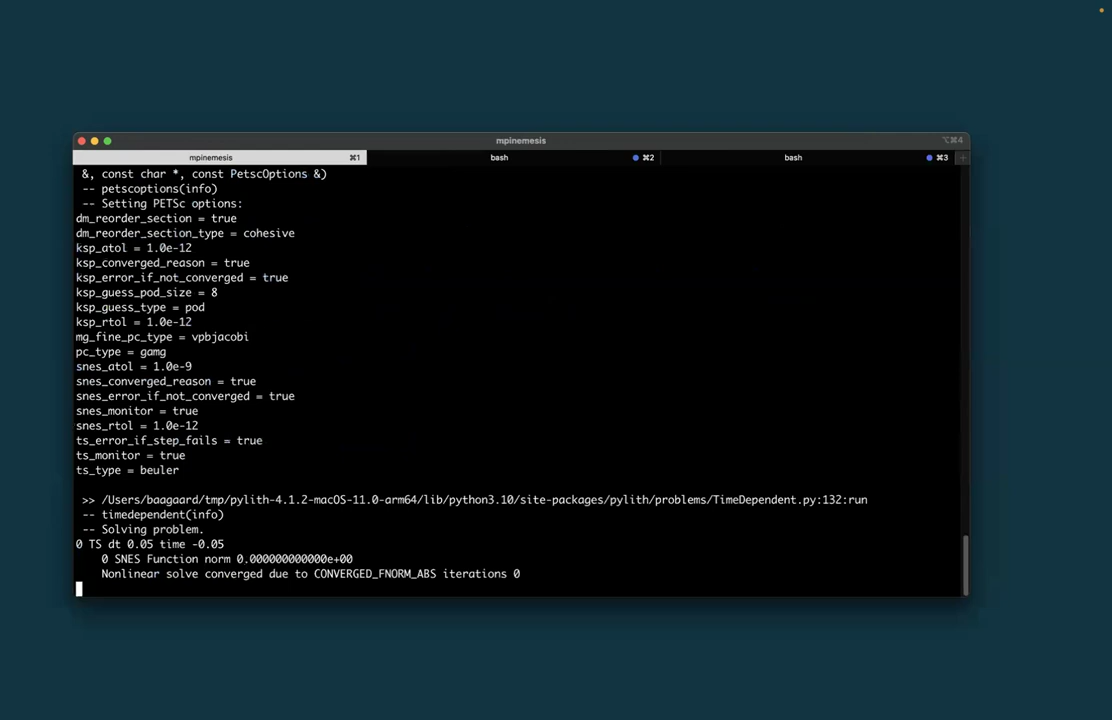 mpinemesis
⌥⌘4
mpinemesis ⌘1 bash ⌘2 bash ⌘3 +
&, const char *, const PetscOptions &)
-- petscoptions(info)
-- Setting PETSc options:
dm_reorder_section = true
dm_reorder_section_type = cohesive
ksp_atol = 1.0e-12
ksp_converged_reason = true
ksp_error_if_not_converged = true
ksp_guess_pod_size = 8
ksp_guess_type = pod
ksp_rtol = 1.0e-12
mg_fine_pc_type = vpbjacobi
pc_type = gamg
snes_atol = 1.0e-9
snes_converged_reason = true
snes_error_if_not_converged = true
snes_monitor = true
snes_rtol = 1.0e-12
ts_error_if_step_fails = true
ts_monitor = true
ts_type = beuler
>> /Users/baagaard/tmp/pylith-4.1.2-macOS-11.0-arm64/lib/python3.10/site-packages/pylith/problems/TimeDependent.py:132:run
-- timedependent(info)
-- Solving problem.
0 TS dt 0.05 time -0.05
0 SNES Function norm 0.000000000000e+00
Nonlinear solve converged due to CONVERGED_FNORM_ABS iterations 0